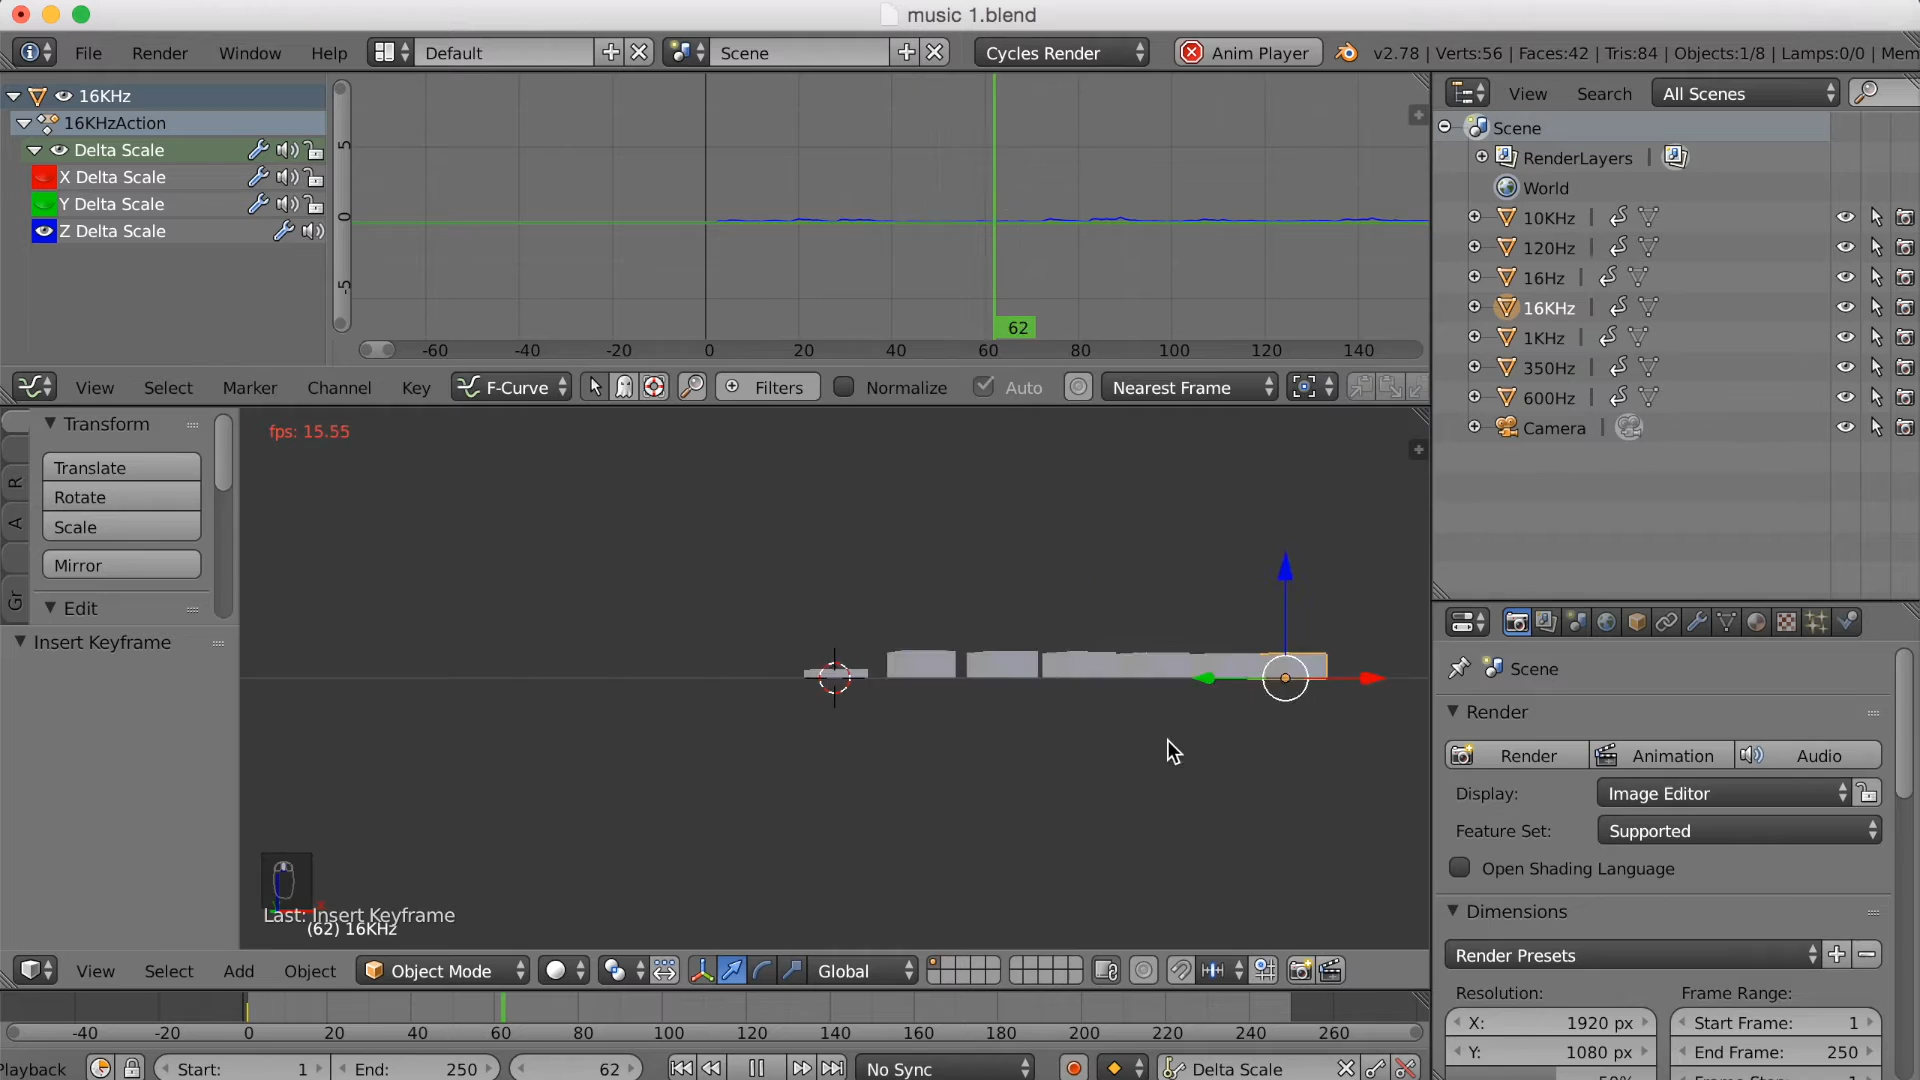 music 1.blend
File Render Window Help Default Scene Cycles Render Anim Player v2.78 | Verts:56 | Faces:42 | Tris:84 | Objects:1/8 | Lamps:0/0 | Mem
16KHz
16KHzAction
Delta Scale
X Delta Scale
Y Delta Scale
Z Delta Scale
5
0
-5
62
-60 -40 -20 0 20 40 60 80 100 120 140
View Select Marker Channel Key F-Curve Filters Normalize Auto Nearest Frame
View Search All Scenes
Scene
RenderLayers
World
10KHz
120Hz
16Hz
16KHz
1KHz
350Hz
600Hz
Camera
Transform
Translate
Rotate
Scale
Mirror
Edit
Insert Keyframe
R
A
Gr
fps: 15.55
Last: Insert Keyframe
(62) 16KHz
View Select Add Object Object Mode Global
-40 -20 0 20 40 60 80 100 120 140 160 180 200 220 240 260
Playback Start: 1 End: 250 62 No Sync Delta Scale
Scene
Render
Render Animation Audio
Display: Image Editor
Feature Set: Supported
Open Shading Language
Dimensions
Render Presets
Resolution: Frame Range:
X: 1920 px Start Frame: 1
Y: 1080 px End Frame: 250